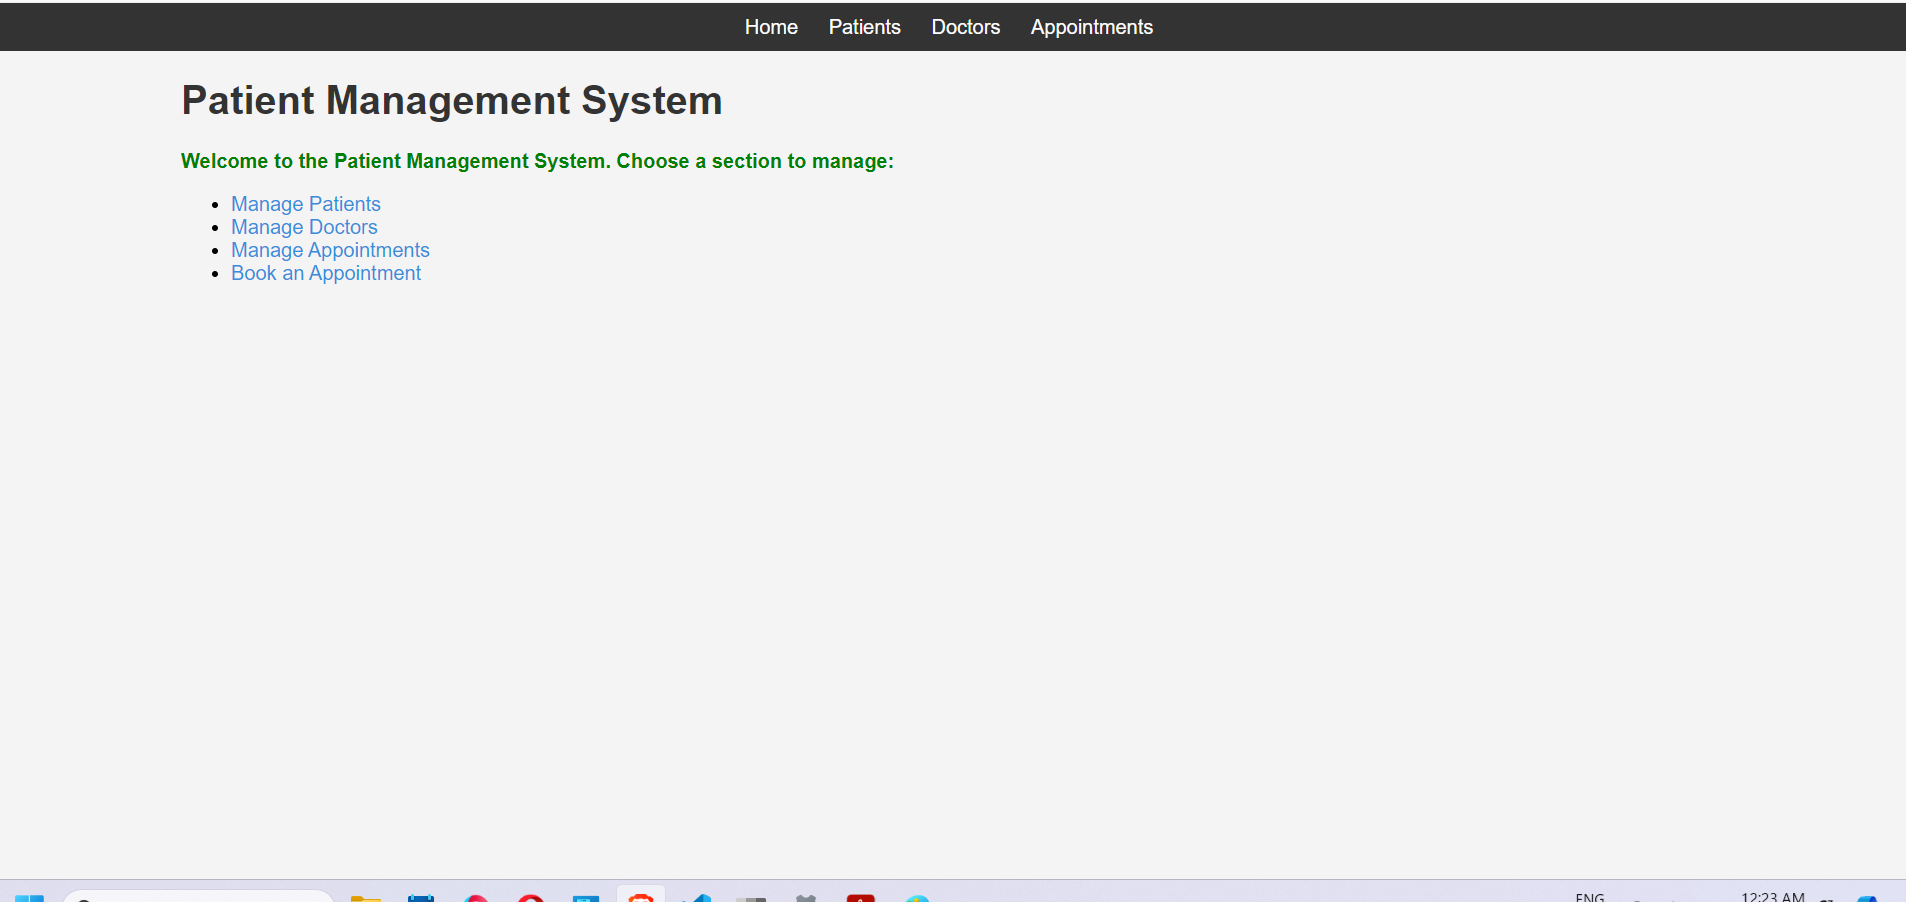 Home Patients Doctors Appointments
Patient Management System
Welcome to the Patient Management System. Choose a section to manage:
Manage Patients
Manage Doctors
Manage Appointments
Book an Appointment
ENG 12:23 AM